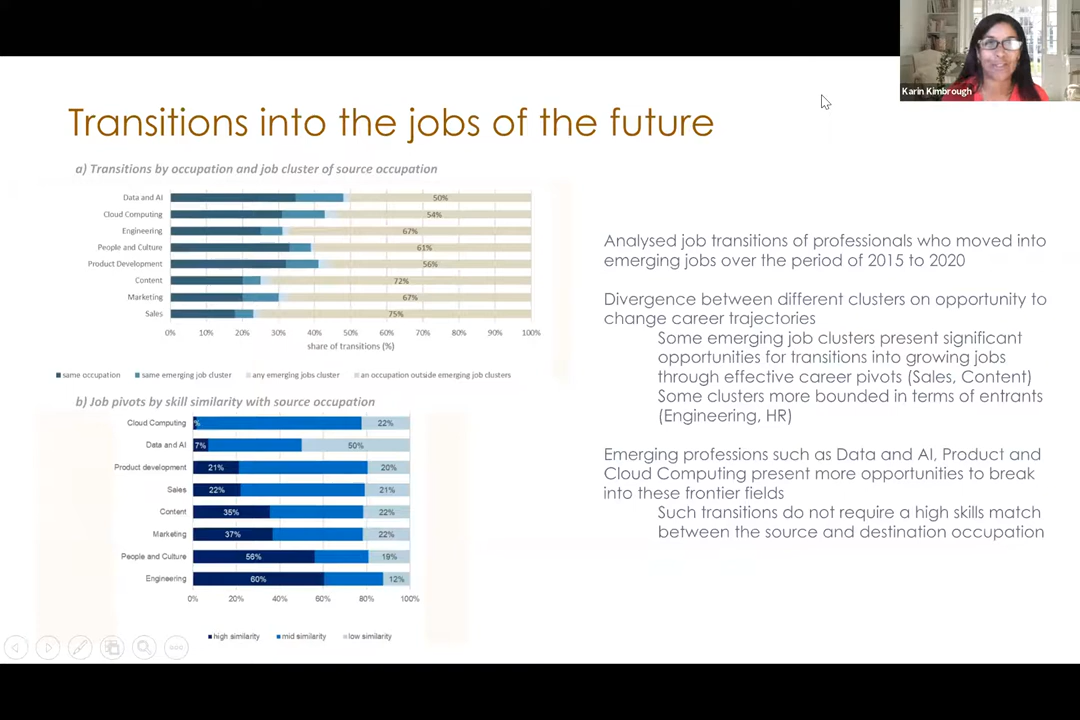 Karin Kimbrough
Transitions into the jobs of the future
a) Transitions by occupation and job cluster of source occupation
Data and AI 50%
Cloud Computing 54%
Engineering 67%
People and Culture 61%
Product Development 56%
Content 72%
Marketing 67%
Sales 75%
0% 10% 20% 30% 40% 50% 60% 70% 80% 90% 100%
share of transitions (%)
same occupation same emerging job cluster any emerging jobs cluster an occupation outside emerging job clusters
b) Job pivots by skill similarity with source occupation
Cloud Computing % 22%
Data and AI 7% 50%
Product development 21% 20%
Sales 22% 21%
Content 35% 22%
Marketing 37% 22%
People and Culture 56% 19%
Engineering 60% 12%
0% 20% 40% 60% 80% 100%
high similarity mid similarity low similarity
Analysed job transitions of professionals who moved into
emerging jobs over the period of 2015 to 2020
Divergence between different clusters on opportunity to
change career trajectories
Some emerging job clusters present significant
opportunities for transitions into growing jobs
through effective career pivots (Sales, Content)
Some clusters more bounded in terms of entrants
(Engineering, HR)
Emerging professions such as Data and AI, Product and
Cloud Computing present more opportunities to break
into these frontier fields
Such transitions do not require a high skills match
between the source and destination occupation